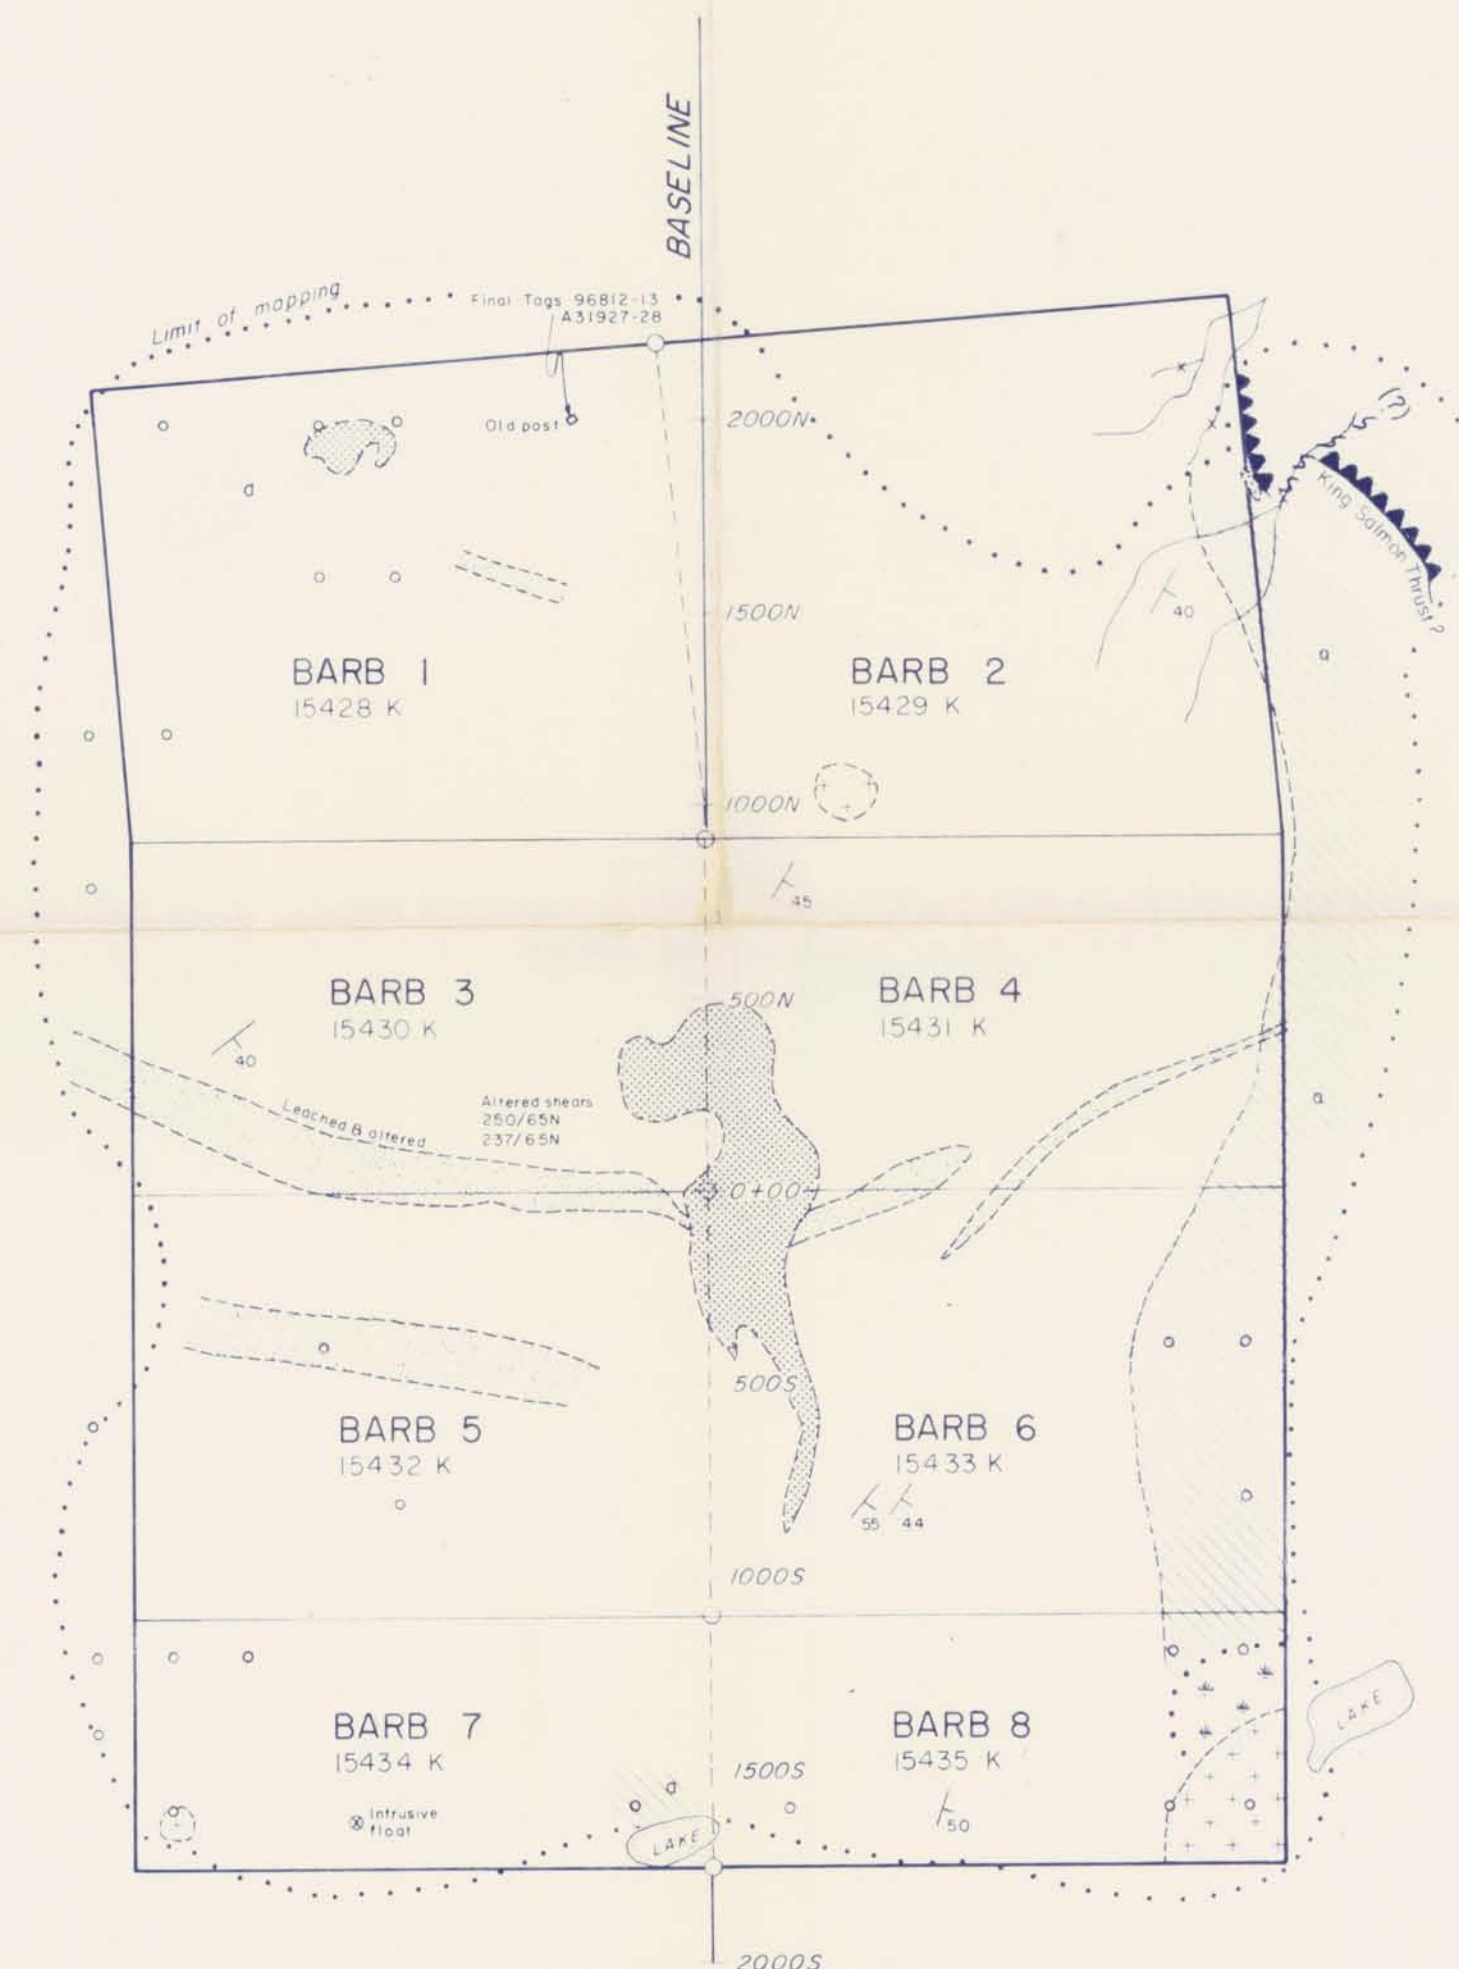 BASELINE
Limit of mapping
Final Tags 96812-13
A31927-28
Old post
2000N
(?)
King Salmon Thrust?
a
1500N
40
a
BARB 1
15428 K
BARB 2
15429 K
1000N
45
BARB 3
15430 K
500N
BARB 4
15431 K
40
Leached & altered
Altered shears
250/65N
237/65N
a
0+00
500S
BARB 5
15432 K
BARB 6
15433 K
55
44
1000S
BARB 7
15434 K
BARB 8
15435 K
LAKE
1500S
a
Intrusive
float
LAKE
50
2000S